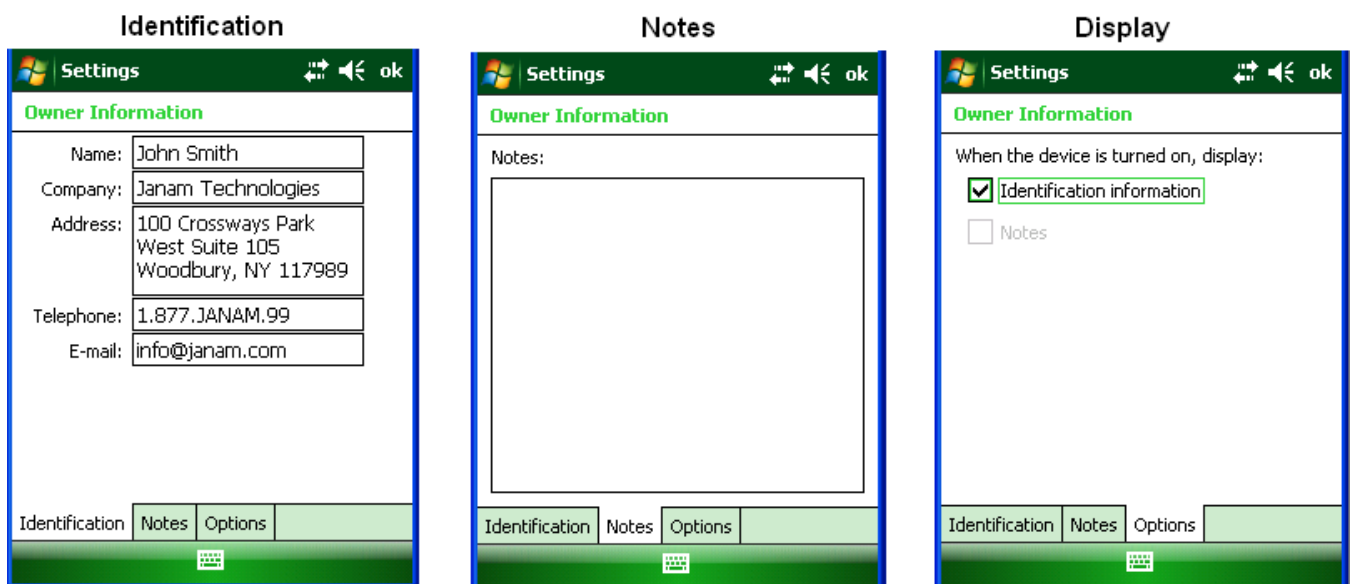 Identification
Settings
ok
Owner Information
Name: John Smith
Company: Janam Technologies
Address: 100 Crossways Park
West Suite 105
Woodbury, NY 117989
Telephone: 1.877.JANAM.99
E-mail: info@janam.com
Identification Notes Options
Notes
Settings
ok
Owner Information
Notes:
Identification Notes Options
Display
Settings
ok
Owner Information
When the device is turned on, display:
Identification information
Notes
Identification Notes Options